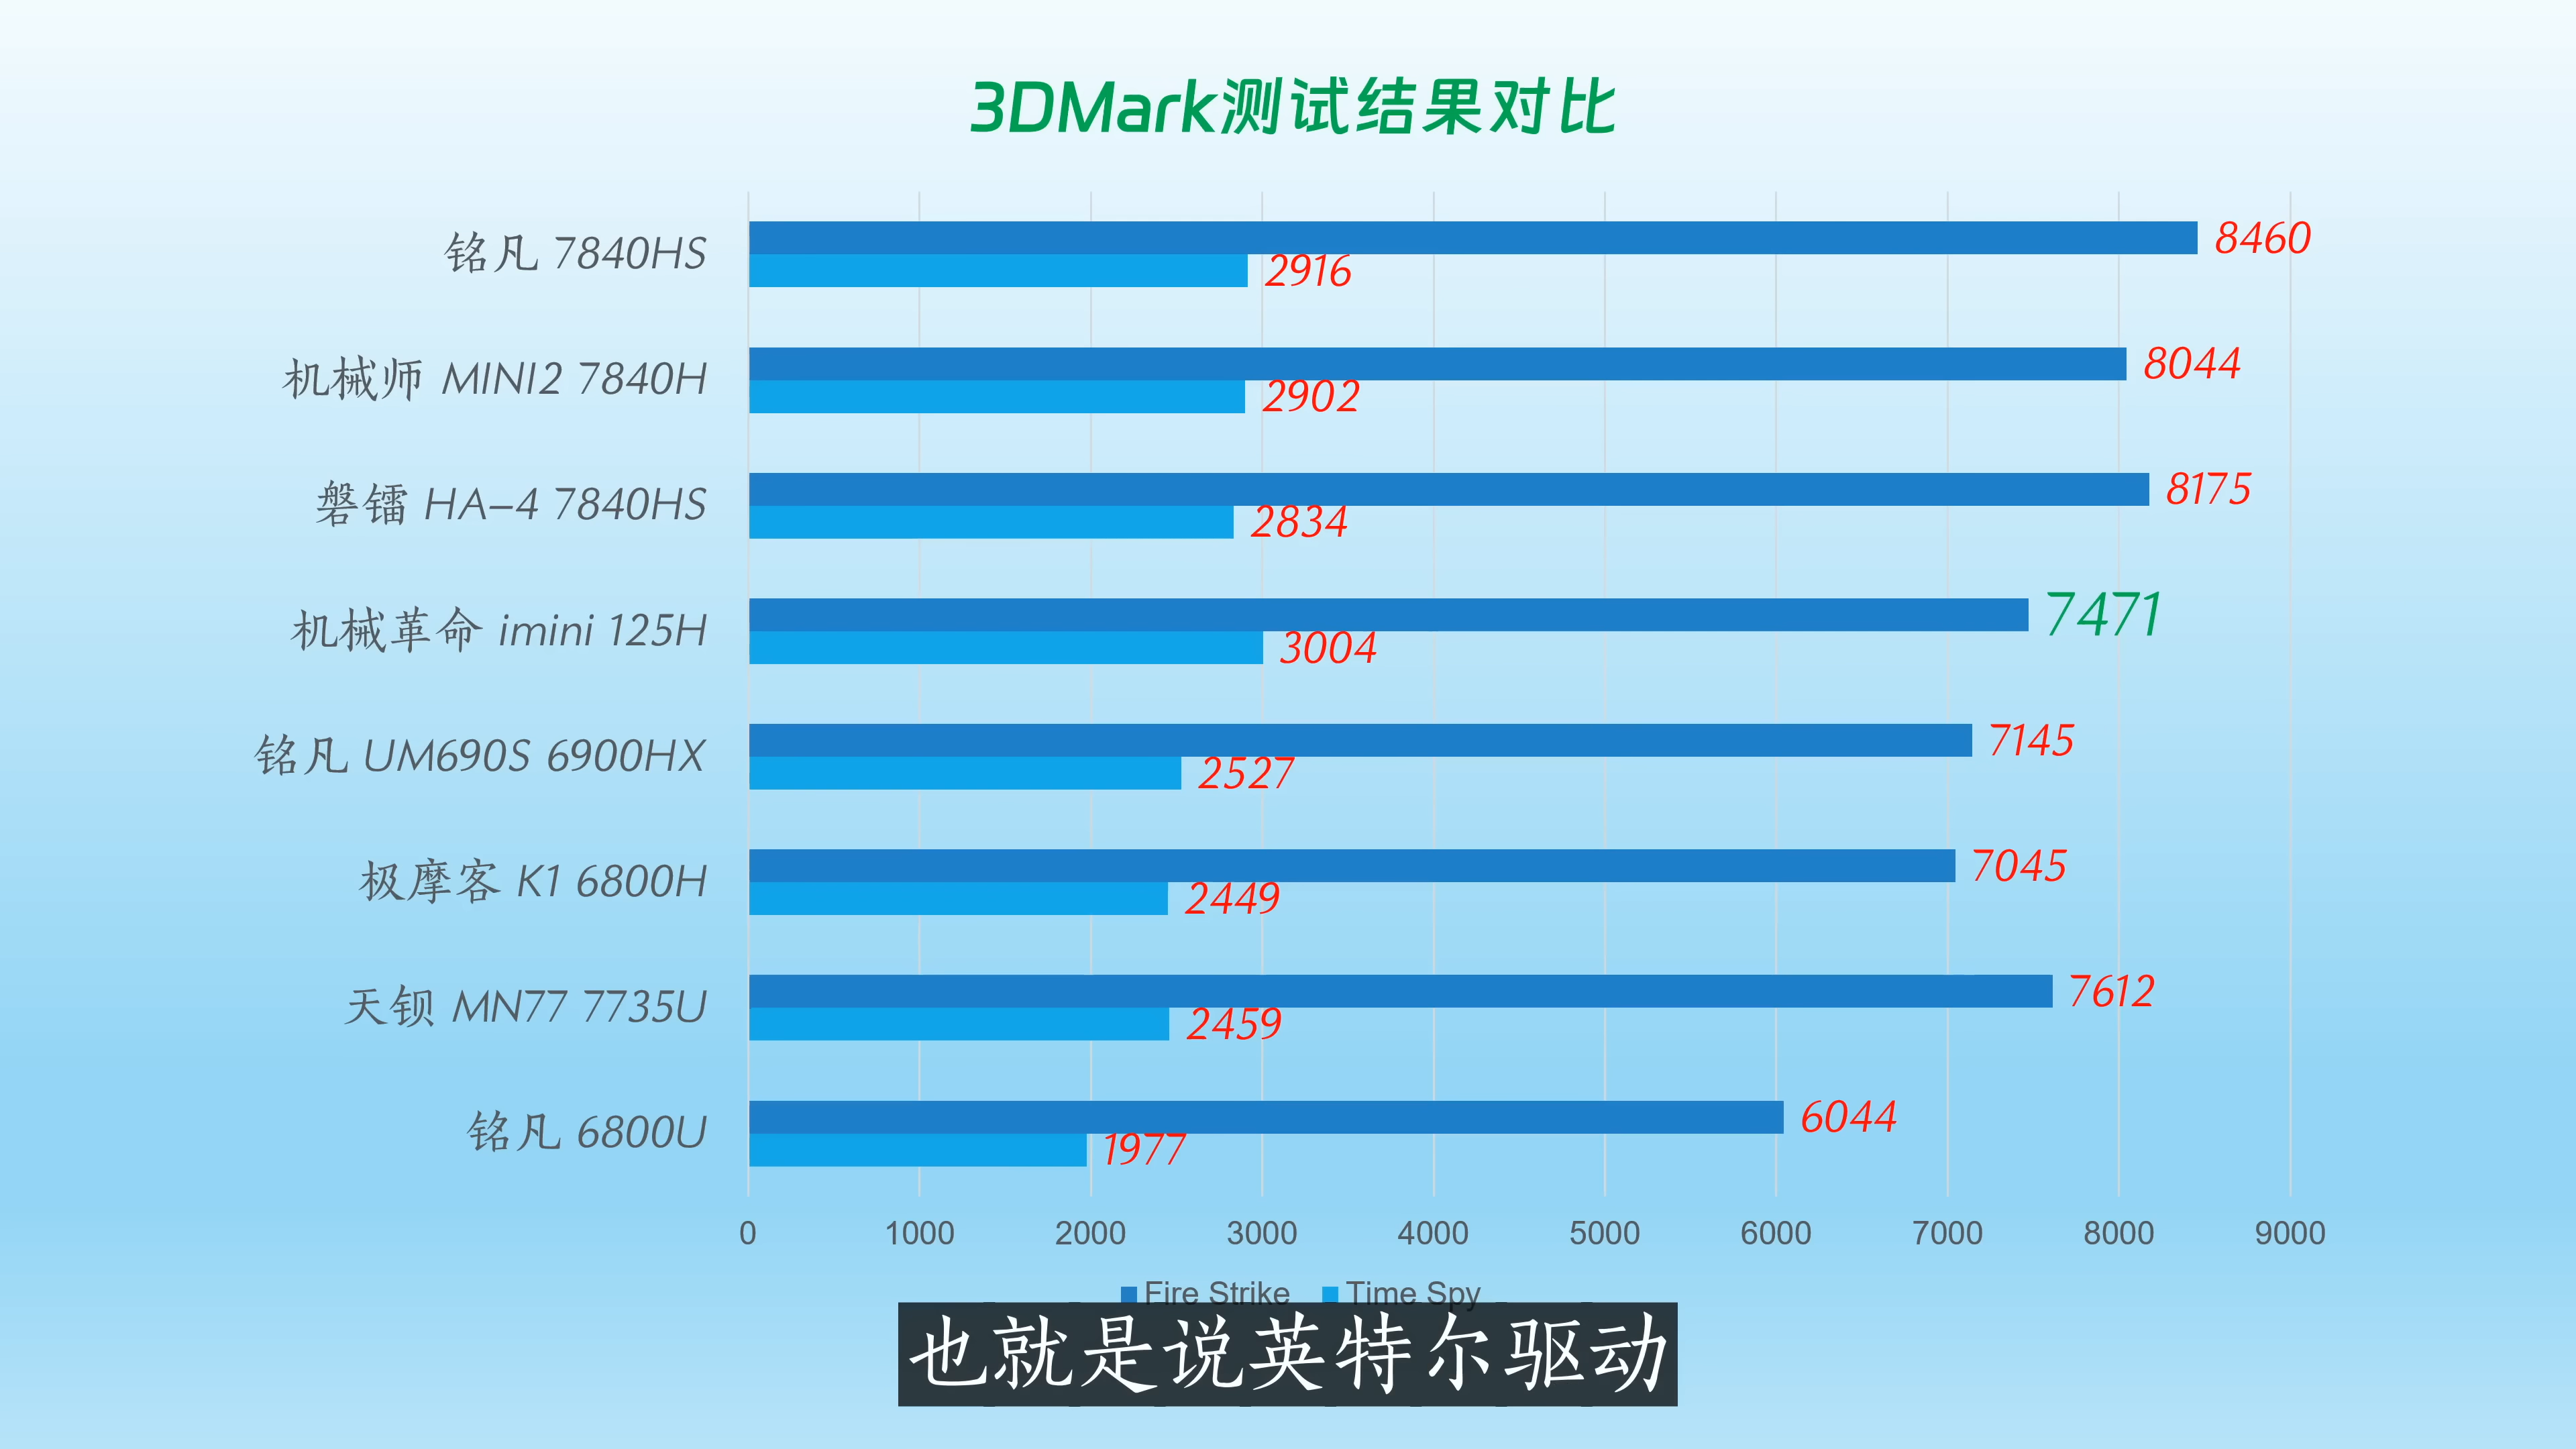 3DMark测试结果对比
铭凡 7840HS
8460
2916
机械师 MINI2 7840H
8044
2902
磐镭 HA-4 7840HS
8175
2834
机械革命 imini 125H
7471
3004
铭凡 UM690S 6900HX
7145
2527
极摩客 K1 6800H
7045
2449
天钡 MN77 7735U
7612
2459
铭凡 6800U
6044
1977
0 1000 2000 3000 4000 5000 6000 7000 8000 9000
Fire Strike Time Spy
也就是说英特尔驱动